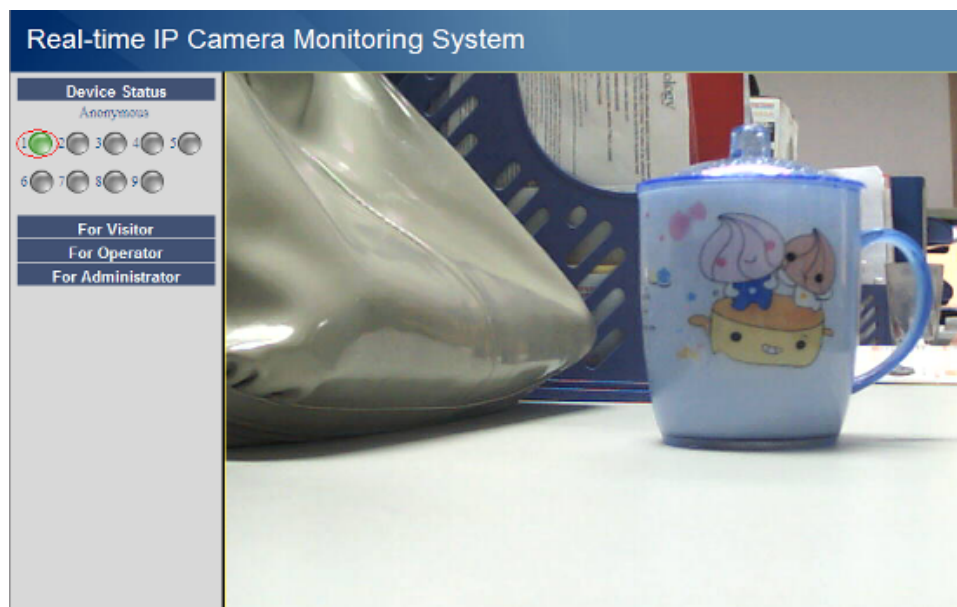 Real-time IP Camera Monitoring System
Device Status
Anonymous
1 2 3 4 5
6 7 8 9
For Visitor
For Operator
For Administrator
ology